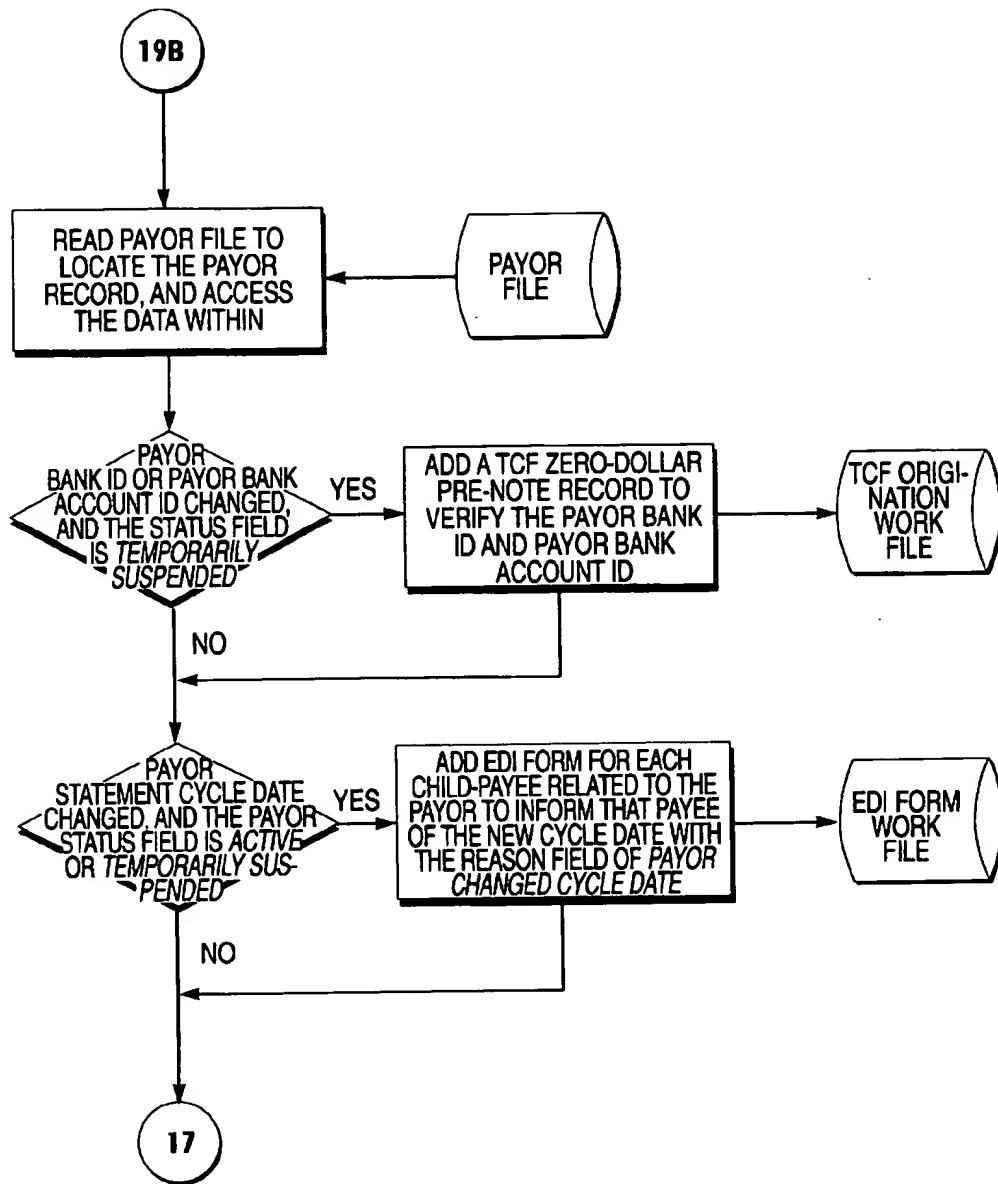 19B
READ PAYOR FILE TO
LOCATE THE PAYOR
RECORD, AND ACCESS
THE DATA WITHIN
PAYOR
FILE
PAYOR
BANK ID OR PAYOR BANK
ACCOUNT ID CHANGED,
AND THE STATUS FIELD
IS TEMPORARILY
SUSPENDED
YES
ADD A TCF ZERO-DOLLAR
PRE-NOTE RECORD TO
VERIFY THE PAYOR BANK
ID AND PAYOR BANK
ACCOUNT ID
TCF ORIGI-
NATION
WORK
FILE
NO
PAYOR
STATEMENT CYCLE DATE
CHANGED, AND THE PAYOR
STATUS FIELD IS ACTIVE
OR TEMPORARILY SUS-
PENDED
YES
ADD EDI FORM FOR EACH
CHILD-PAYEE RELATED TO THE
PAYOR TO INFORM THAT PAYEE
OF THE NEW CYCLE DATE WITH
THE REASON FIELD OF PAYOR
CHANGED CYCLE DATE
EDI FORM
WORK
FILE
NO
17